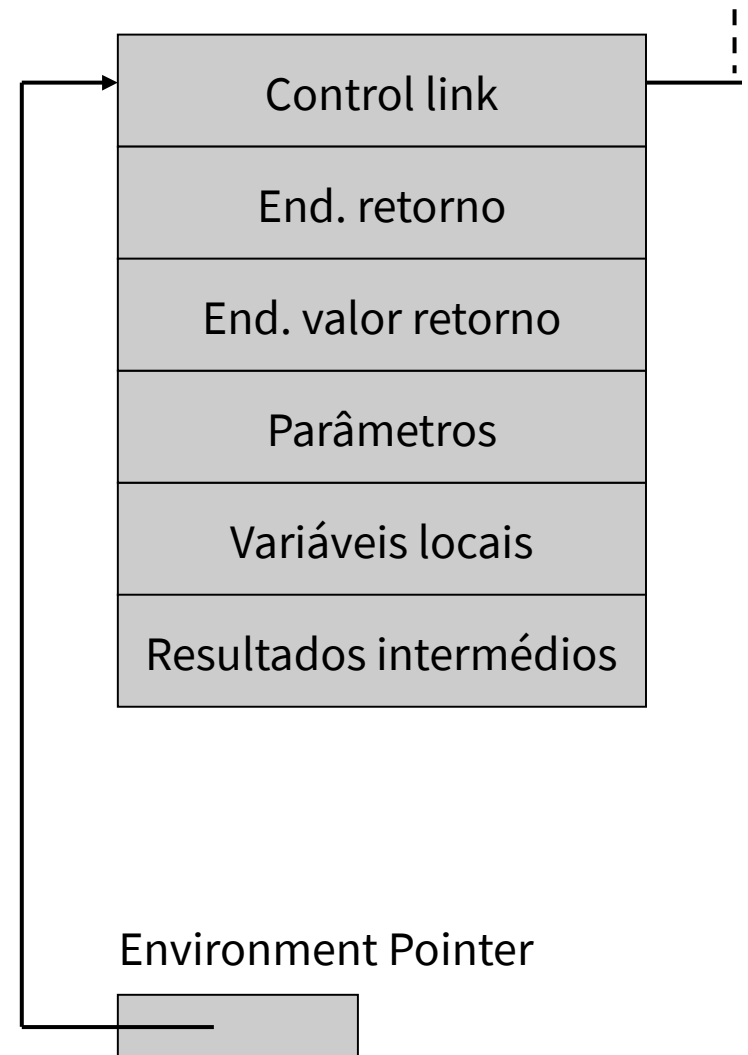 Control link
End. retorno
End. valor retorno
Parâmetros
Variáveis locais
Resultados intermédios
Environment Pointer